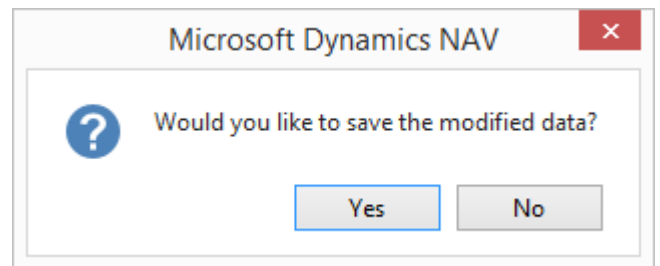 Microsoft Dynamics NAV
Would you like to save the modified data?
Yes
No